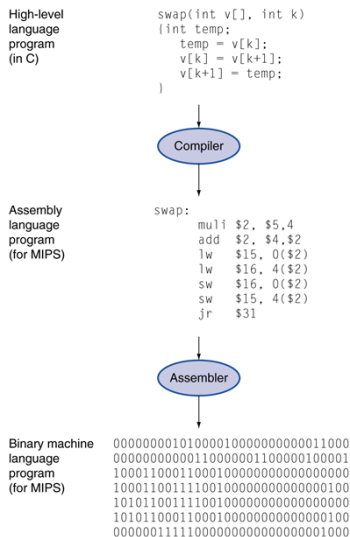 High-level
language
program
(in C)
swap(int v[], int k)
{int temp;
temp = v[k];
v[k] = v[k+1];
v[k+1] = temp;
}
Compiler
Assembly
language
program
(for MIPS)
swap:
muli $2, $5,4
add $2, $4,$2
lw $15, 0($2)
lw $16, 4($2)
sw $16, 0($2)
sw $15, 4($2)
jr $31
Assembler
Binary machine
language
program
(for MIPS)
00000000101000010000000000011000
00000000000110000001100000100001
10001100011000100000000000000000
10001100111100100000000000000100
10101100111100100000000000000000
10101100011000100000000000000100
00000011111000000000000000001000